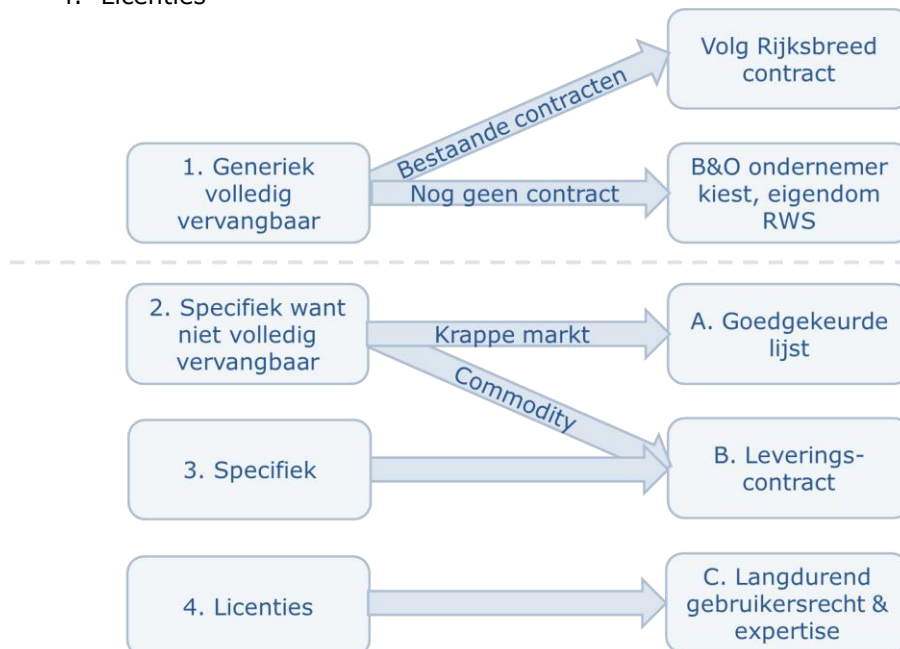 4. Licenties
Volg Rijksbreed
contract
Bestaande contracten
1. Generiek
volledig
vervangbaar
Nog geen contract
B&O ondernemer
kiest, eigendom
RWS
2. Specifiek want
niet volledig
vervangbaar
Krappe markt
A. Goedgekeurde
lijst
Commodity
3. Specifiek
B. Leverings-
contract
4. Licenties
C. Langdurend
gebruikersrecht &
expertise